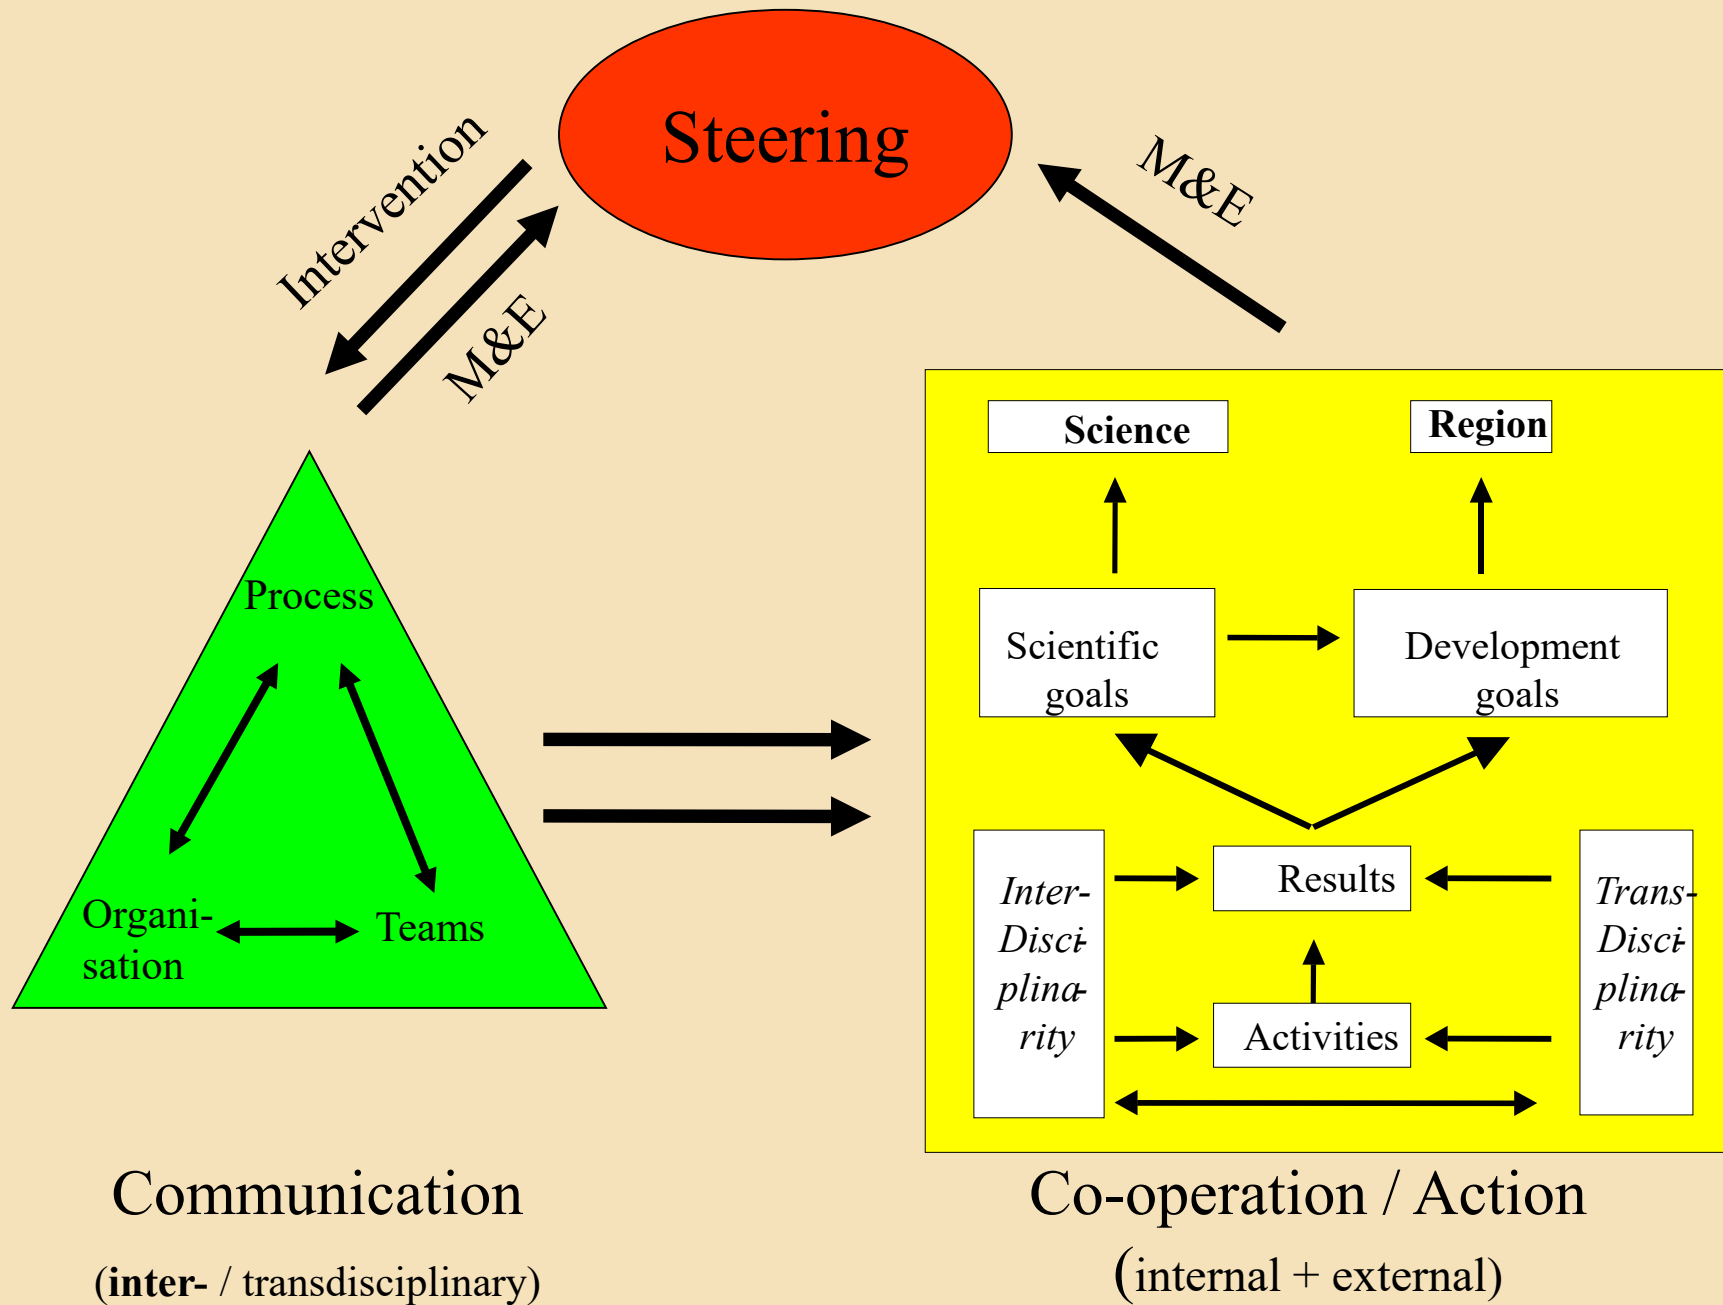 Steering
Intervention
M&E
M&E
Process
Organi-
sation
Teams
Science
Region
Scientific
goals
Development
goals
Inter-
Disci-
plina-
rity
Results
Activities
Trans-
Disci-
plina-
rity
Communication
(inter- / transdisciplinary)
Co-operation / Action
(internal + external)